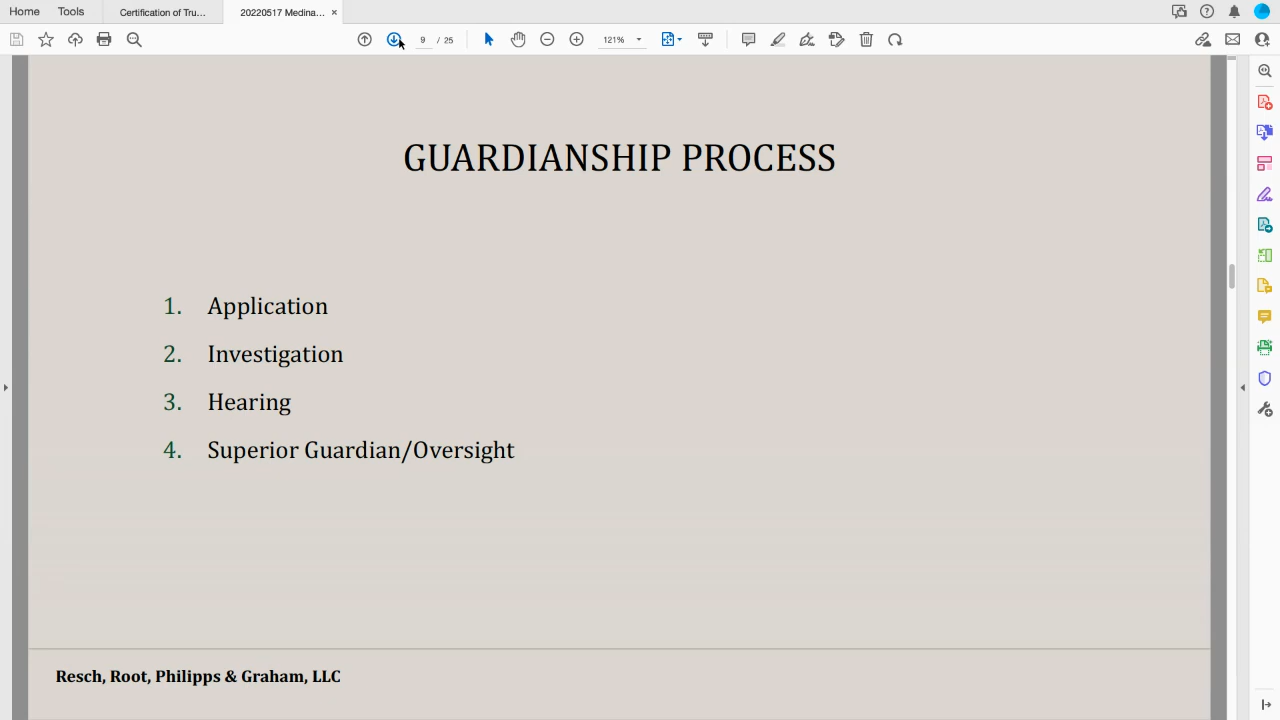 Home Tools Certification of Tru... 20220517 Medina... ×
9 / 25 121%
GUARDIANSHIP PROCESS
1. Application
2. Investigation
3. Hearing
4. Superior Guardian/Oversight
Resch, Root, Philipps & Graham, LLC